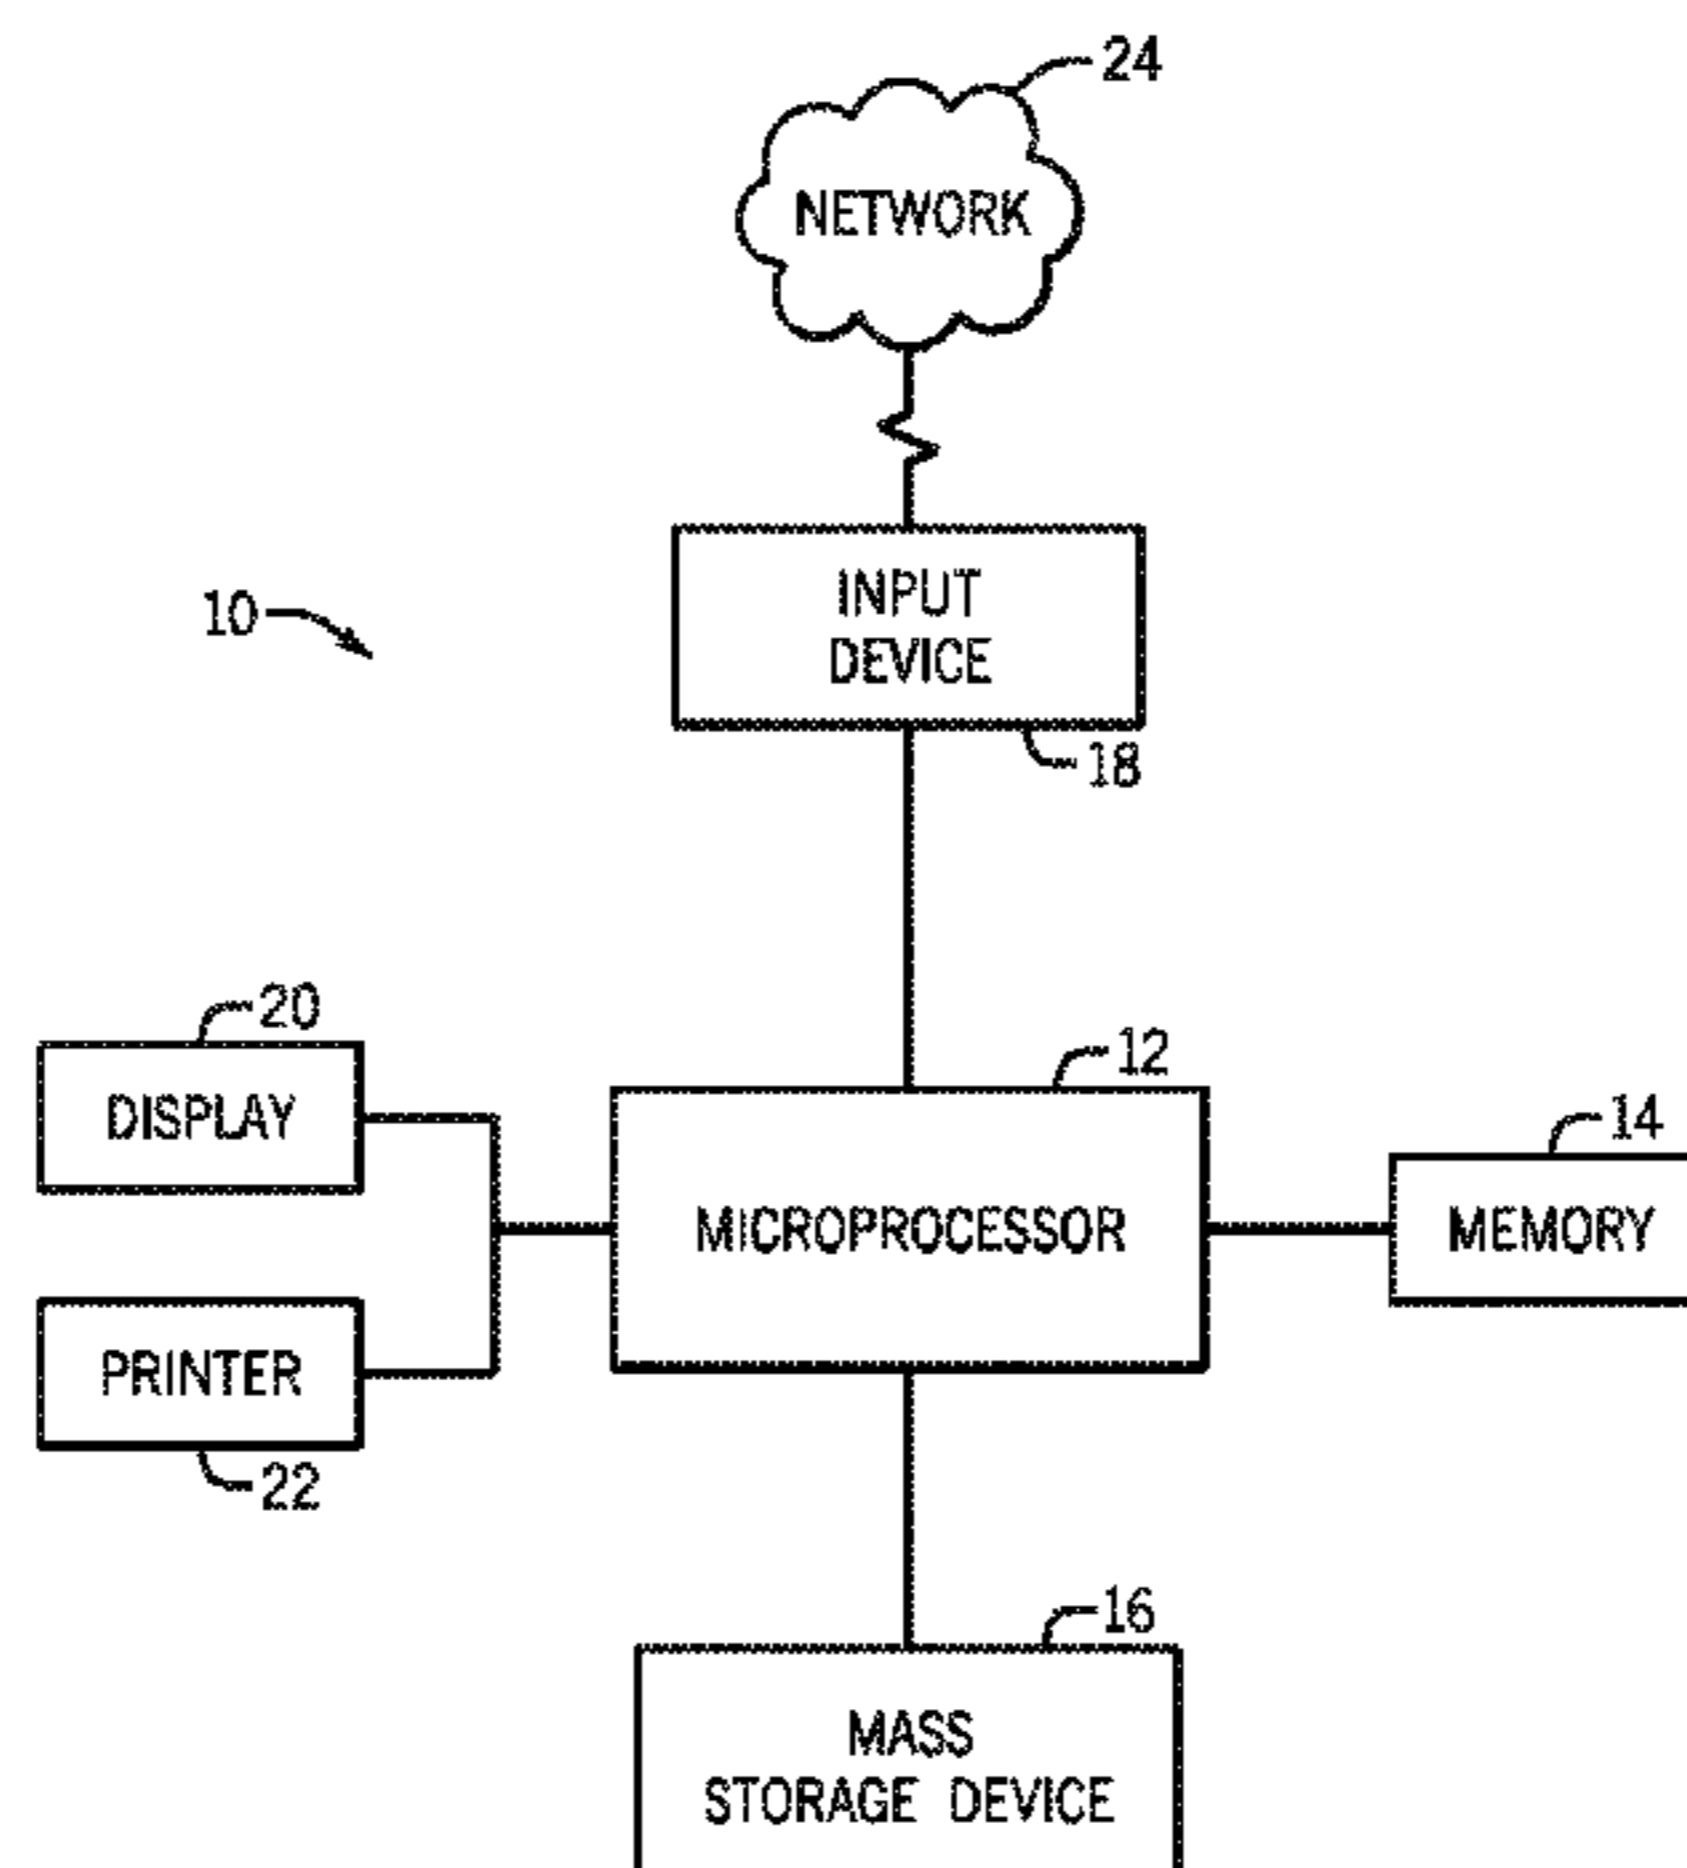 24
NETWORK
10
INPUT
DEVICE
18
20
DISPLAY
12
MICROPROCESSOR
14
MEMORY
PRINTER
22
16
MASS
STORAGE DEVICE